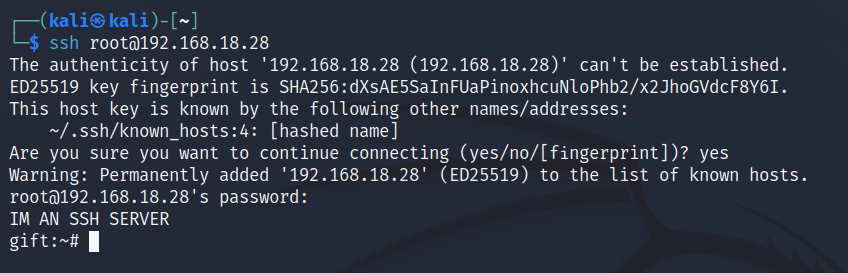 ┌──(kali㉿kali)-[~]
└─$ ssh root@192.168.18.28
The authenticity of host '192.168.18.28 (192.168.18.28)' can't be established.
ED25519 key fingerprint is SHA256:dXsAE5SaInFUaPinoxhcuNloPhb2/x2JhoGVdcF8Y6I.
This host key is known by the following other names/addresses:
    ~/.ssh/known_hosts:4: [hashed name]
Are you sure you want to continue connecting (yes/no/[fingerprint])? yes
Warning: Permanently added '192.168.18.28' (ED25519) to the list of known hosts.
root@192.168.18.28's password:
IM AN SSH SERVER
gift:~#